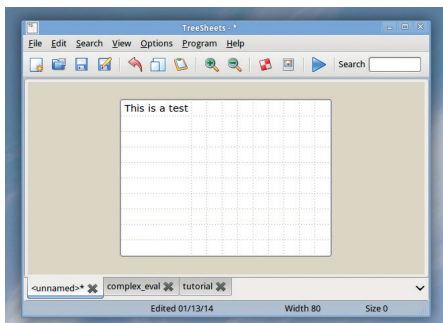 TreeSheets - *
File Edit Search View Options Program Help
Search
This is a test
<unnamed>* complex_eval tutorial
Edited 01/13/14 Width 80 Size 0